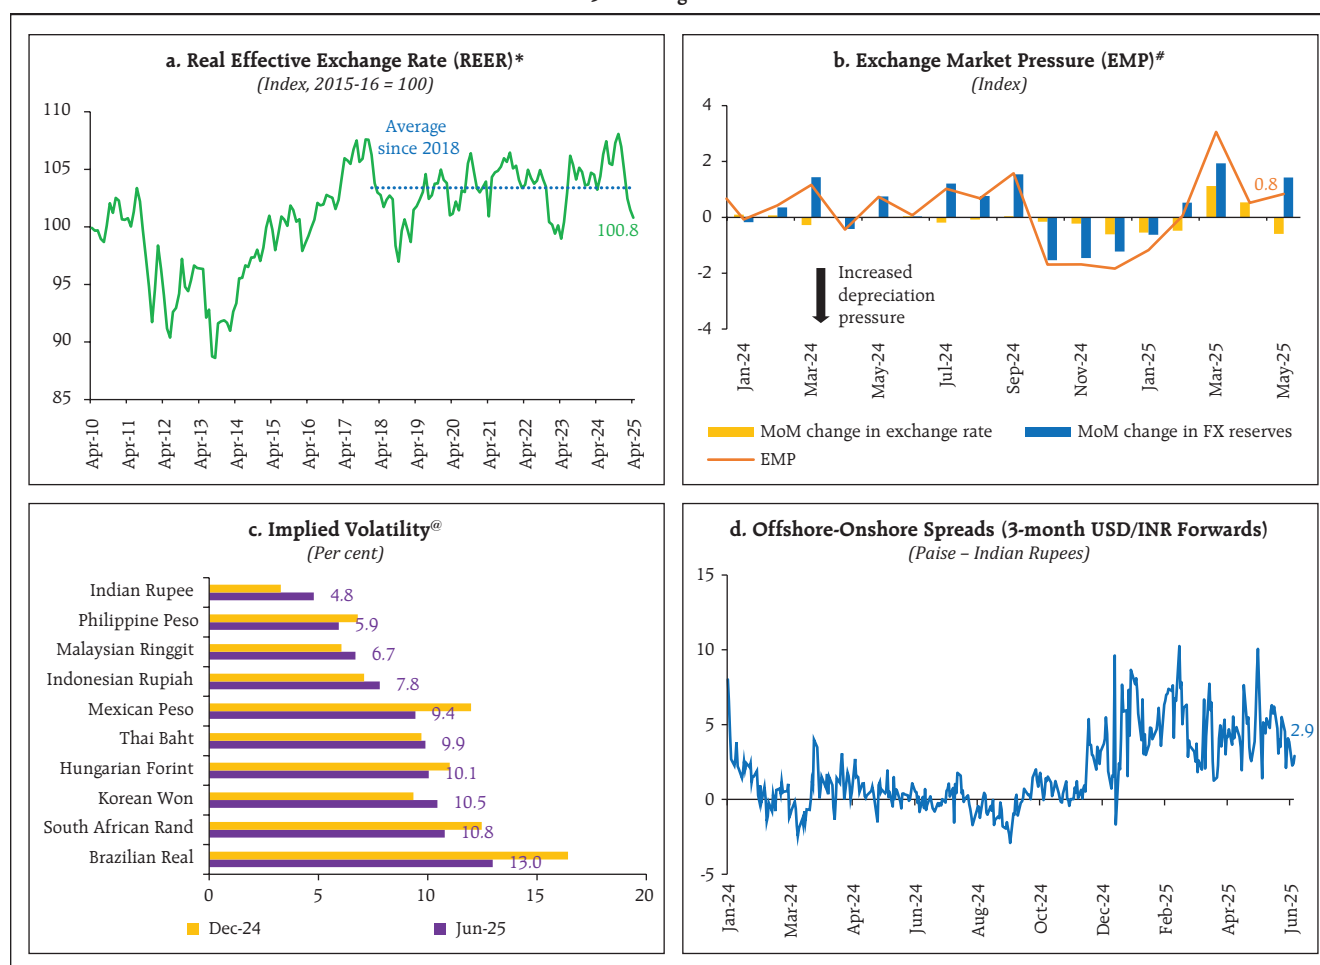 a. Real Effective Exchange Rate (REER)*
(Index, 2015-16 = 100)
110
105
100
95
90
85
Average
since 2018
100.8
Apr-10
Apr-11
Apr-12
Apr-13
Apr-14
Apr-15
Apr-16
Apr-17
Apr-18
Apr-19
Apr-20
Apr-21
Apr-22
Apr-23
Apr-24
Apr-25
b. Exchange Market Pressure (EMP)#
(Index)
4
2
0
-2
-4
0.8
Increased
depreciation
pressure
Jan-24
Mar-24
May-24
Jul-24
Sep-24
Nov-24
Jan-25
Mar-25
May-25
MoM change in exchange rate
MoM change in FX reserves
EMP
c. Implied Volatility@
(Per cent)
Indian Rupee 4.8
Philippine Peso 5.9
Malaysian Ringgit 6.7
Indonesian Rupiah 7.8
Mexican Peso 9.4
Thai Baht 9.9
Hungarian Forint 10.1
Korean Won 10.5
South African Rand 10.8
Brazilian Real 13.0
0 5 10 15 20
Dec-24 Jun-25
d. Offshore-Onshore Spreads (3-month USD/INR Forwards)
(Paise – Indian Rupees)
15
10
5
0
-5
2.9
Jan-24
Mar-24
Apr-24
Jun-24
Aug-24
Oct-24
Dec-24
Feb-25
Apr-25
Jun-25